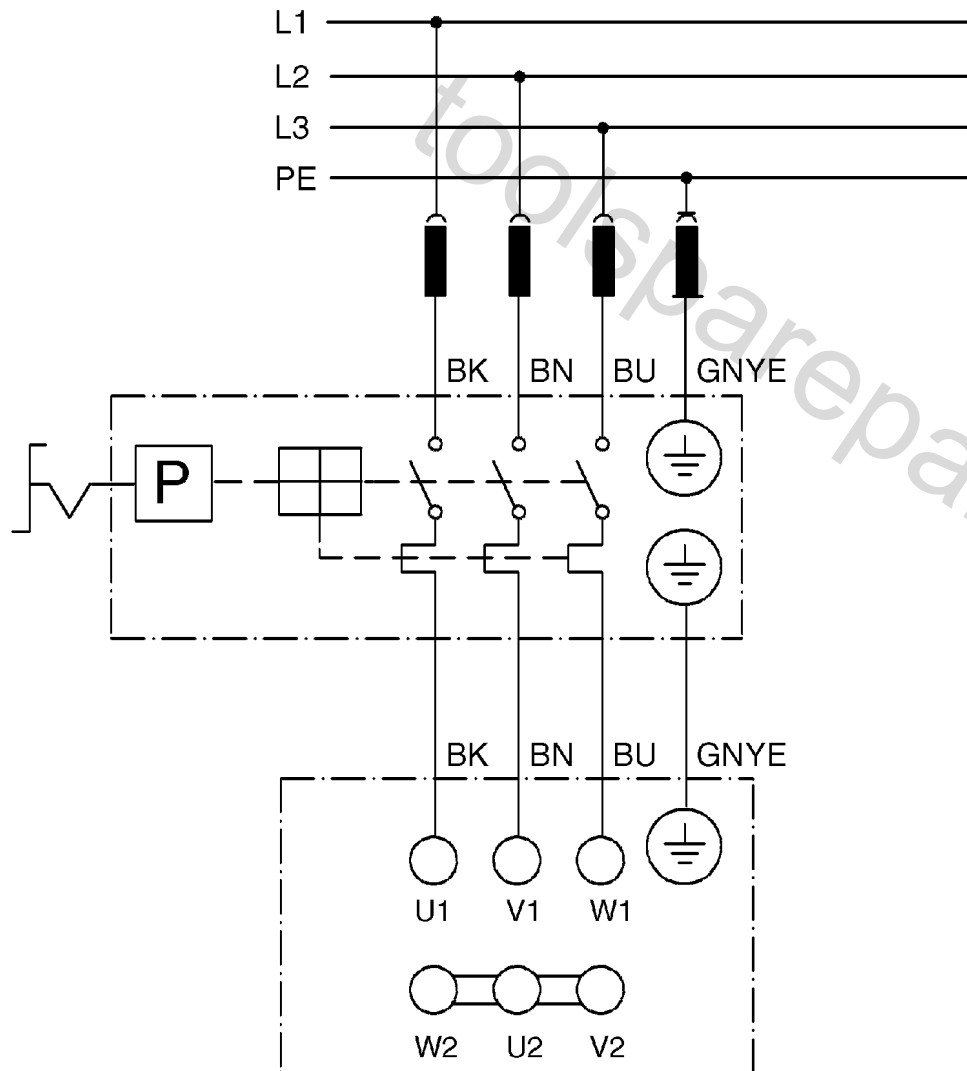 L1
L2
L3
PE
toolsparepa
BK BN BU GNYE
P
BK BN BU GNYE
U1 V1 W1
W2 U2 V2